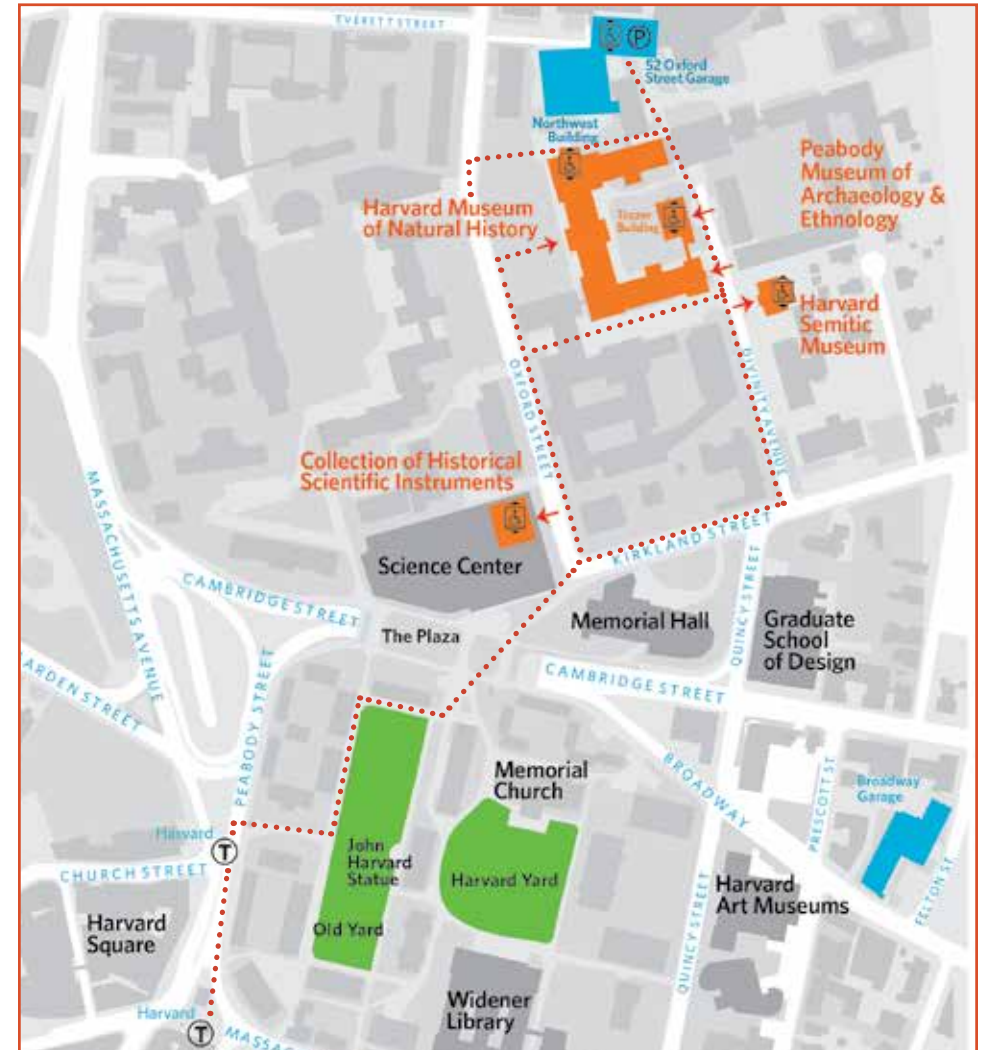 EVERETT STREET
P
52 Oxford
Street Garage
Northwest
Building
Peabody
Museum of
Archaeology &
Ethnology
Harvard Museum
of Natural History
Tozzer
Building
Harvard
Semitic
Museum
OXFORD STREET
DIVINITY AVENUE
Collection of Historical
Scientific Instruments
MASSACHUSETTS AVENUE
Science Center
KIRKLAND STREET
CAMBRIDGE STREET
The Plaza
Memorial Hall
QUINCY STREET
Graduate
School
of Design
ARDEN STREET
PEABODY STREET
CAMBRIDGE STREET
BROADWAY
Memorial
Church
PRESCOTT ST
Broadway
Garage
Harvard
T
John
Harvard
Statue
CHURCH STREET
Harvard Yard
Harvard
Art Museums
FELTON ST
Harvard
Square
Old Yard
QUINCY STREET
Widener
Library
Harvard
T
MASSAC